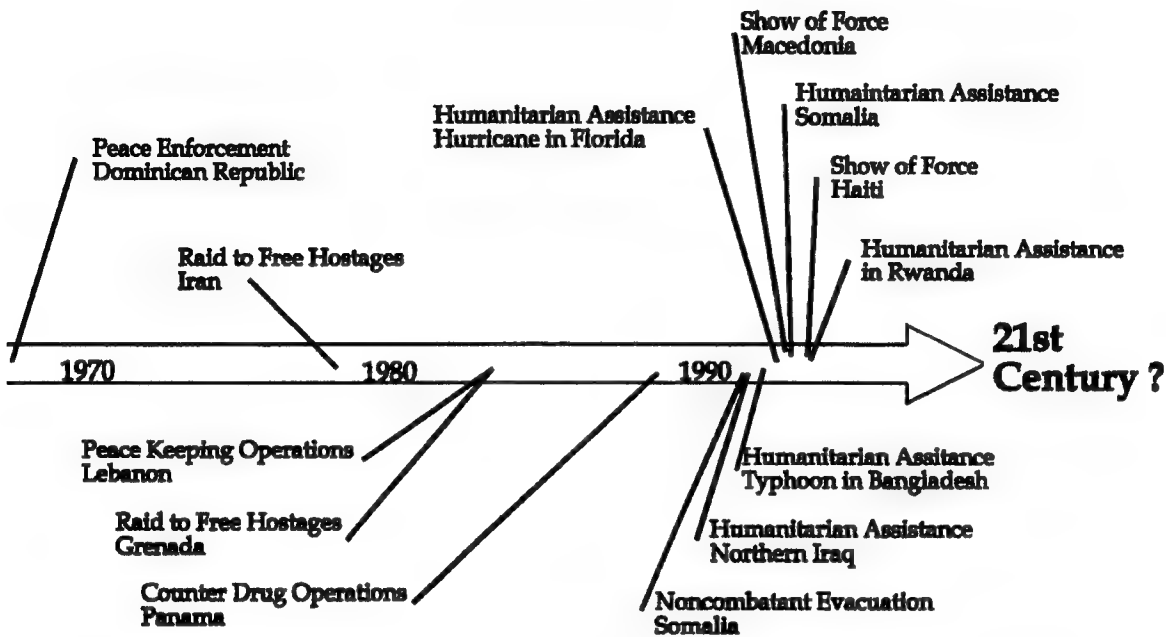 Show of Force
Macedonia
Humanitarian Assistance
Hurricane in Florida
Humaintarian Assistance
Somalia
Peace Enforcement
Dominican Republic
Show of Force
Haiti
Raid to Free Hostages
Iran
Humanitarian Assistance
in Rwanda
1970
1980
1990
21st
Century ?
Peace Keeping Operations
Lebanon
Humanitarian Assitance
Typhoon in Bangladesh
Raid to Free Hostages
Grenada
Humanitarian Assistance
Northern Iraq
Counter Drug Operations
Panama
Noncombatant Evacuation
Somalia